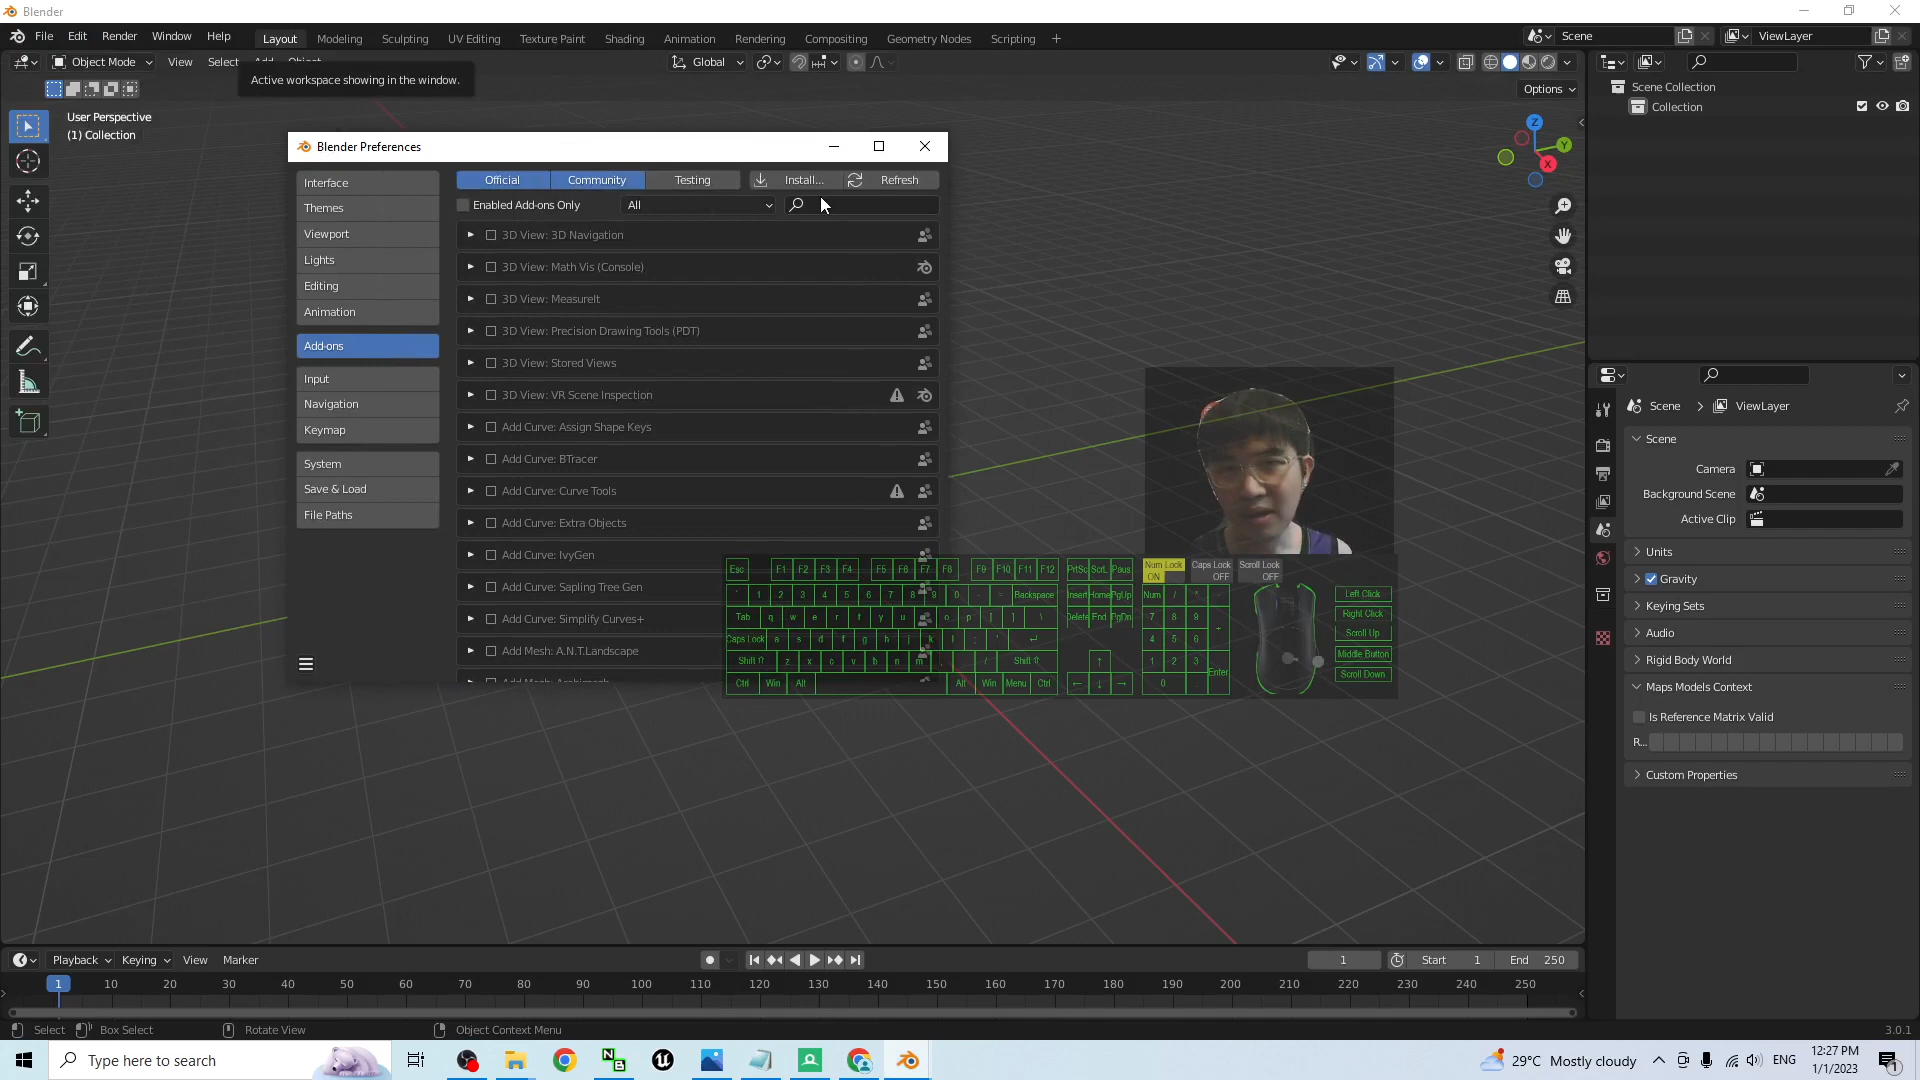 Blender
File Edit Render Window Help Layout Modeling Sculpting UV Editing Texture Paint Shading Animation Rendering Compositing Geometry Nodes Scripting + Scene ViewLayer
Object Mode View Select Add Object Global
Active workspace showing in the window.
Options
User Perspective
(1) Collection
Z
Y
X
Scene Collection
Collection
Blender Preferences
Interface
Themes
Viewport
Lights
Editing
Animation
Add-ons
Input
Navigation
Keymap
System
Save & Load
File Paths
Official Community Testing Install... Refresh
Enabled Add-ons Only All
3D View: 3D Navigation
3D View: Math Vis (Console)
3D View: MeasureIt
3D View: Precision Drawing Tools (PDT)
3D View: Stored Views
3D View: VR Scene Inspection
Add Curve: Assign Shape Keys
Add Curve: BTracer
Add Curve: Curve Tools
Add Curve: Extra Objects
Add Curve: IvyGen
Add Curve: Sapling Tree Gen
Add Curve: Simplify Curves+
Add Mesh: A.N.T.Landscape
Esc F1 F2 F3 F4 F5 F6 F7 F8 F9 F10 F11 F12 PrtSc ScrL Paus
Num Lock ON Caps Lock OFF Scroll Lock OFF
` 1 2 3 4 5 6 7 8 9 0 - = Backspace Insert Home PgUp Num / * -
Tab q w e r t y u i o p [ ] \ Delete End PgDn 7 8 9 +
Caps Lock a s d f g h j k l ; ' ↵ 4 5 6
Shift ⇧ z x c v b n m , . / Shift ⇧ ↑ 1 2 3 Enter
Ctrl Win Alt Alt Win Menu Ctrl ← ↓ → 0 .
Left Click
Right Click
Scroll Up
Middle Button
Scroll Down
Scene > ViewLayer
Scene
Camera
Background Scene
Active Clip
Units
Gravity
Keying Sets
Audio
Rigid Body World
Maps Models Context
Is Reference Matrix Valid
R...
Custom Properties
Playback Keying View Marker 1 Start 1 End 250
1 10 20 30 40 50 60 70 80 90 100 110 120 130 140 150 160 170 180 190 200 210 220 230 240 250
Select Box Select Rotate View Object Context Menu 3.0.1
Type here to search
29°C Mostly cloudy ENG
12:27 PM
1/1/2023
1